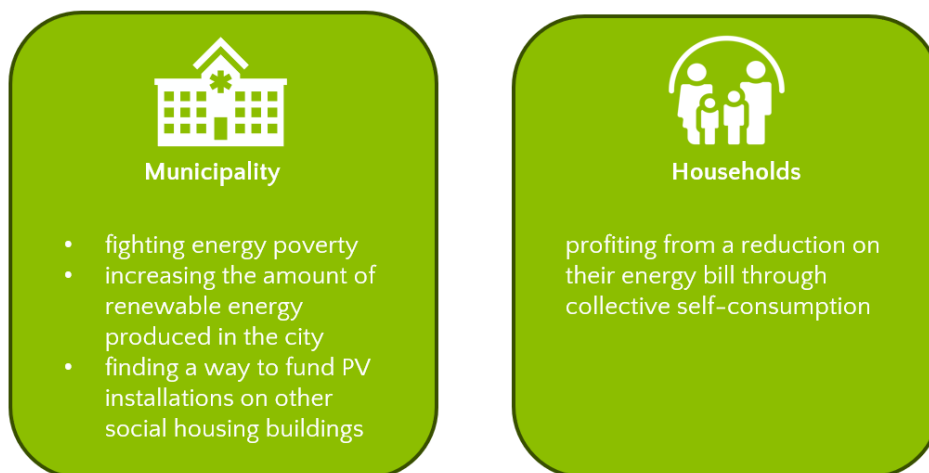 Municipality
• fighting energy poverty
• increasing the amount of
renewable energy
produced in the city
• finding a way to fund PV
installations on other
social housing buildings
Households
profiting from a reduction on
their energy bill through
collective self-consumption